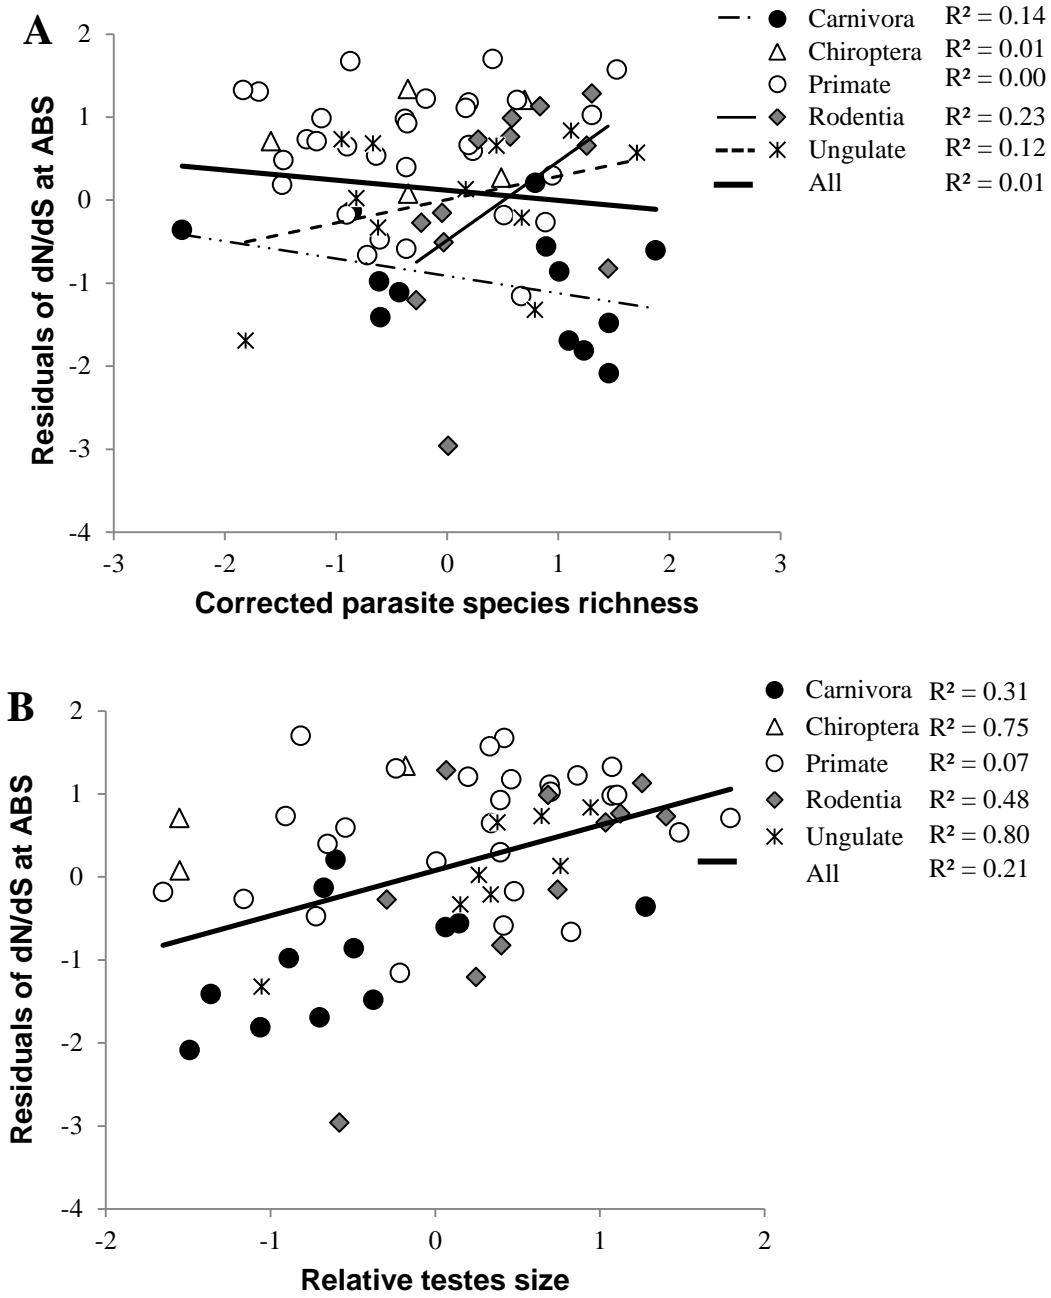 A
Carnivora R² = 0.14
Chiroptera R² = 0.01
Primate R² = 0.00
Rodentia R² = 0.23
Ungulate R² = 0.12
All R² = 0.01
Residuals of dN/dS at ABS
2
1
0
-1
-2
-3
-4
-3 -2 -1 0 1 2 3
Corrected parasite species richness
B
Carnivora R² = 0.31
Chiroptera R² = 0.75
Primate R² = 0.07
Rodentia R² = 0.48
Ungulate R² = 0.80
All R² = 0.21
Residuals of dN/dS at ABS
2
1
0
-1
-2
-3
-4
-2 -1 0 1 2
Relative testes size